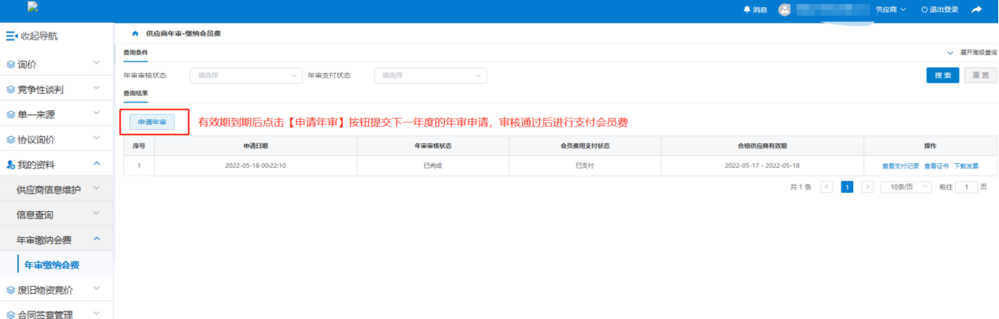 消息
供应商
退出登录
收起导航
供应商年审-缴纳会员费
查询条件
展开高级查询
询价
年审审核状态
请选择
年审支付状态
请选择
搜索
重置
竞争性谈判
查询结果
单一来源
申请年审
有效期到期后点击【申请年审】按钮提交下一年度的年审申请，审核通过后进行支付会员费
协议询价
序号 申请日期 年审审核状态 会员费用支付状态 合格供应商有效期 操作
我的资料
1 2022-05-18 00:22:10 已完成 已支付 2022-05-17 - 2022-05-18 查看支付记录 查看证书 下载发票
供应商信息维护
共 1 条 1 10条/页 前往 1 页
信息查询
年审缴纳会费
年审缴纳会费
废旧物资竞价
合同签章管理